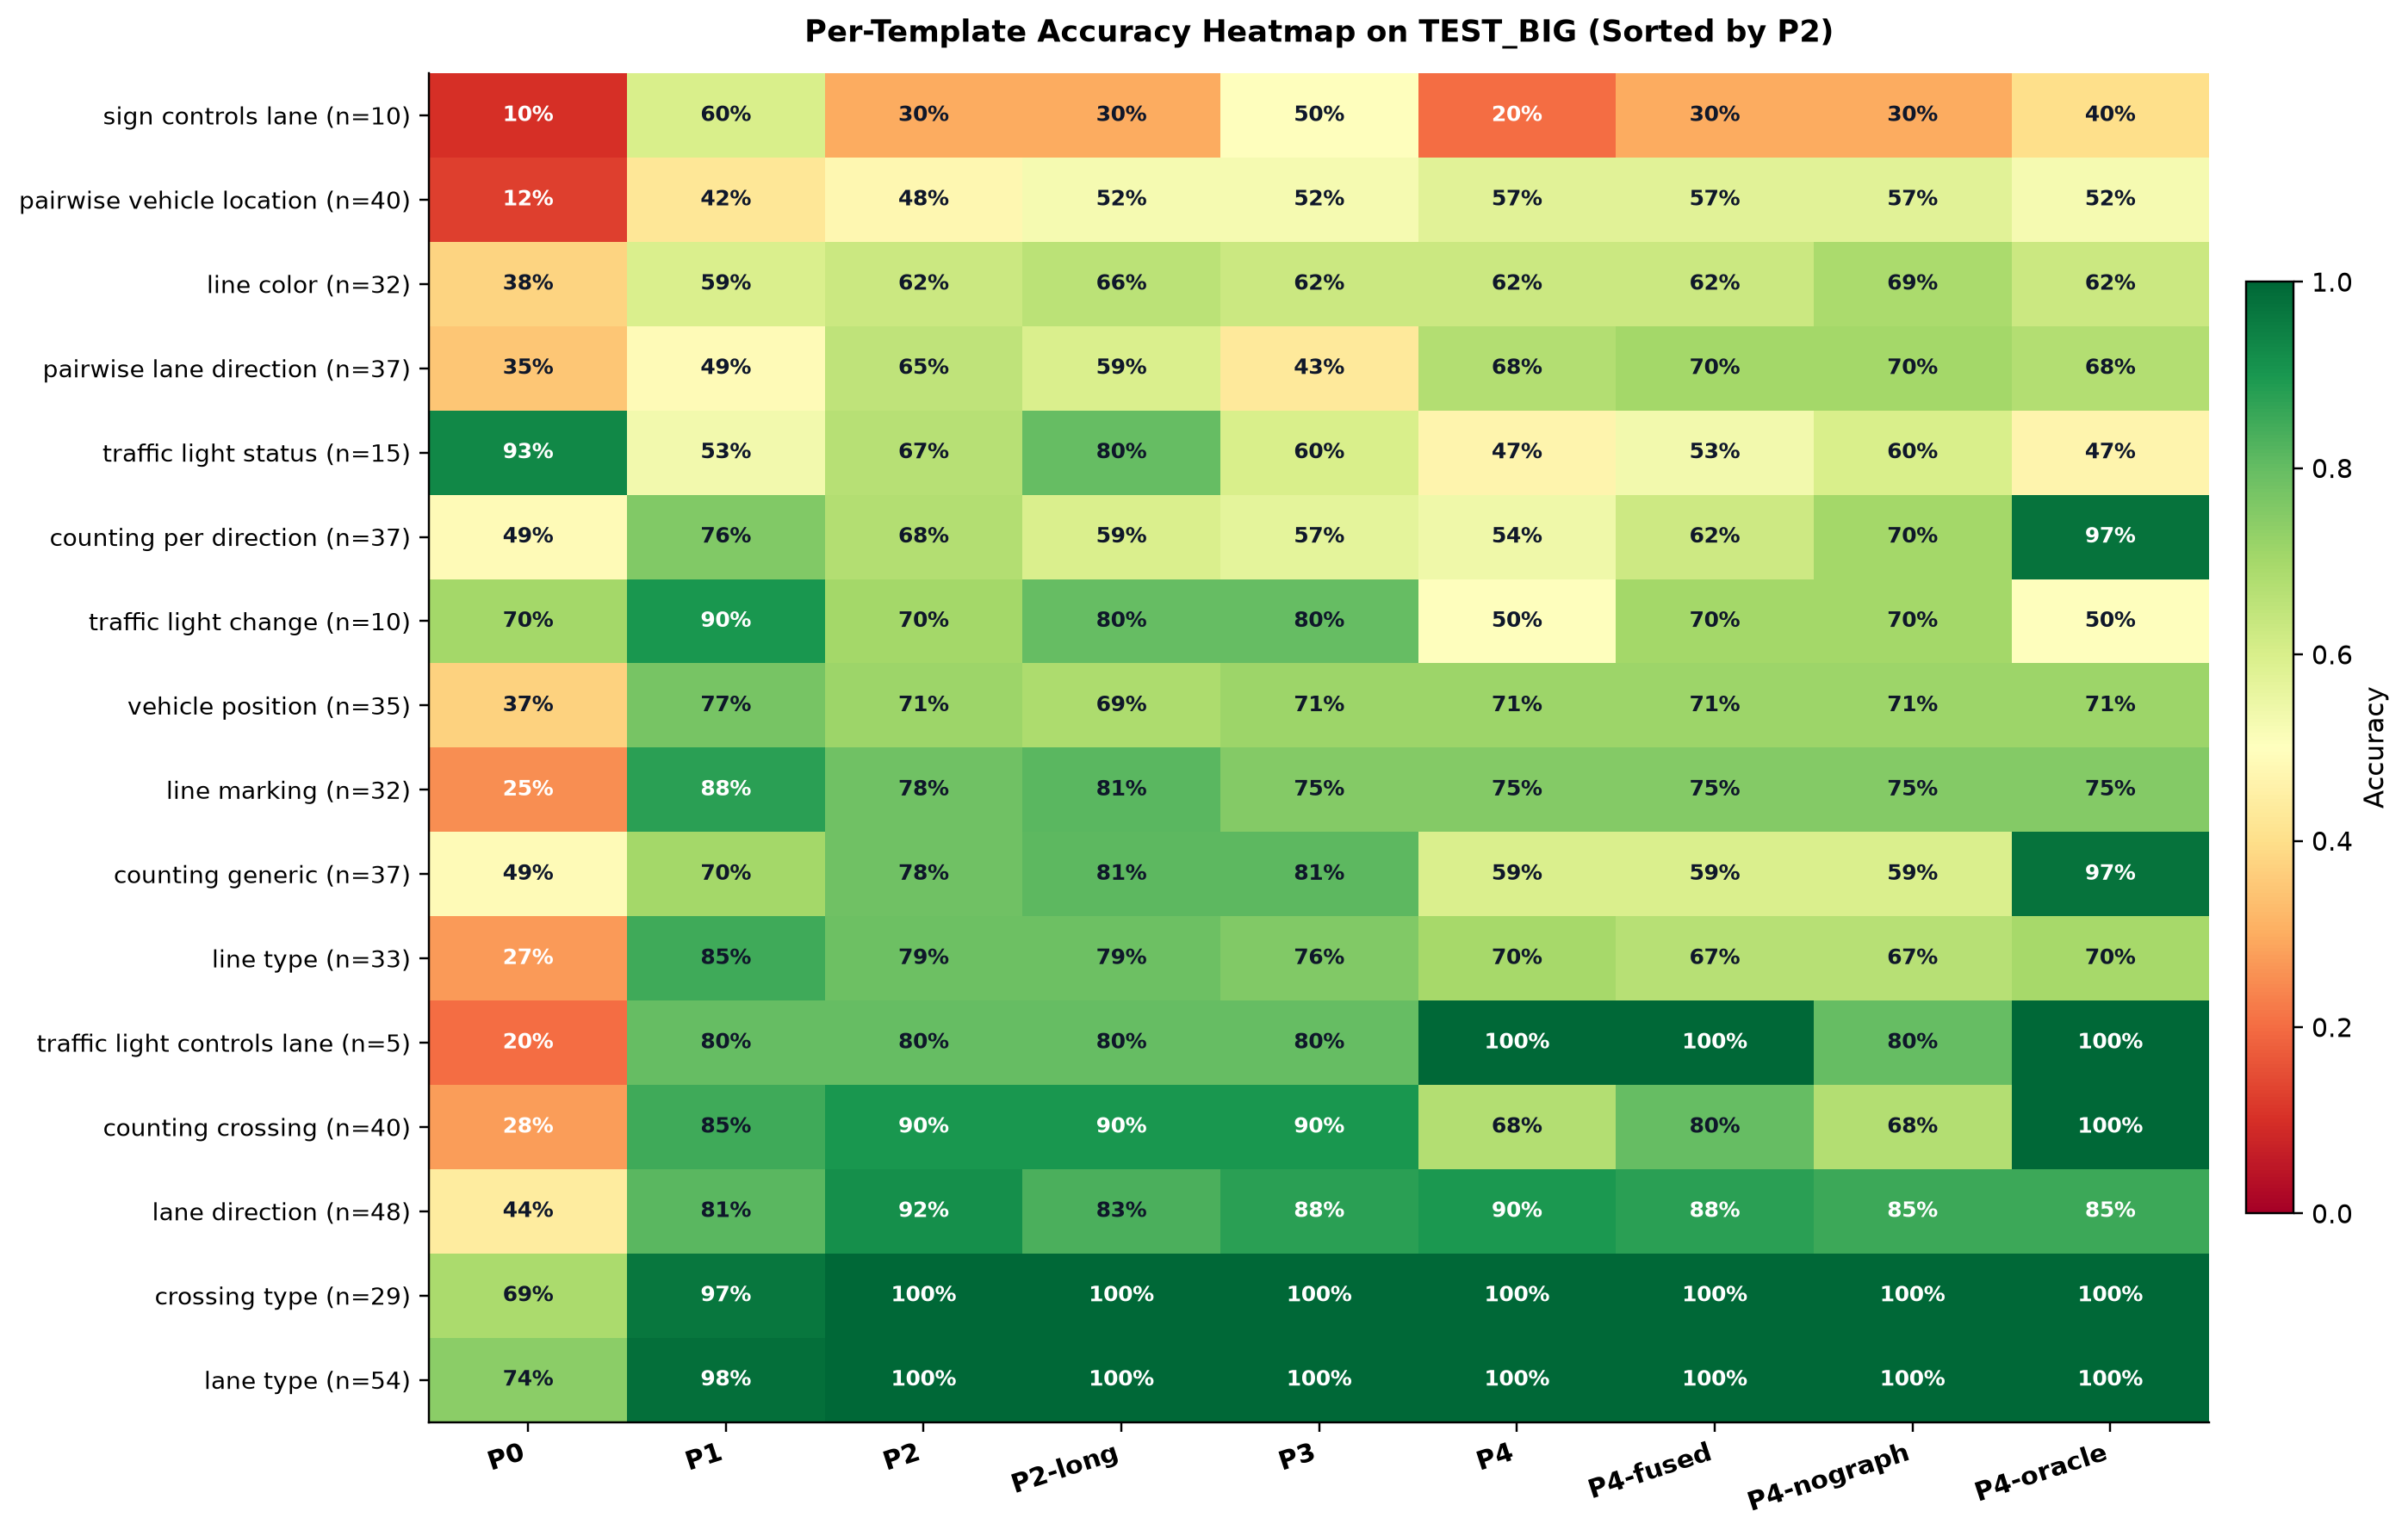 Per-Template Accuracy Heatmap on TEST_BIG (Sorted by P2)
sign controls lane (n=10) 10% 60% 30% 30% 50% 20% 30% 30% 40%
pairwise vehicle location (n=40) 12% 42% 48% 52% 52% 57% 57% 57% 52%
line color (n=32) 38% 59% 62% 66% 62% 62% 62% 69% 62%
pairwise lane direction (n=37) 35% 49% 65% 59% 43% 68% 70% 70% 68%
traffic light status (n=15) 93% 53% 67% 80% 60% 47% 53% 60% 47%
counting per direction (n=37) 49% 76% 68% 59% 57% 54% 62% 70% 97%
traffic light change (n=10) 70% 90% 70% 80% 80% 50% 70% 70% 50%
vehicle position (n=35) 37% 77% 71% 69% 71% 71% 71% 71% 71%
line marking (n=32) 25% 88% 78% 81% 75% 75% 75% 75% 75%
counting generic (n=37) 49% 70% 78% 81% 81% 59% 59% 59% 97%
line type (n=33) 27% 85% 79% 79% 76% 70% 67% 67% 70%
traffic light controls lane (n=5) 20% 80% 80% 80% 80% 100% 100% 80% 100%
counting crossing (n=40) 28% 85% 90% 90% 90% 68% 80% 68% 100%
lane direction (n=48) 44% 81% 92% 83% 88% 90% 88% 85% 85%
crossing type (n=29) 69% 97% 100% 100% 100% 100% 100% 100% 100%
lane type (n=54) 74% 98% 100% 100% 100% 100% 100% 100% 100%
P0 P1 P2 P2-long P3 P4 P4-fused P4-nograph P4-oracle
1.0
0.8
0.6
0.4
0.2
0.0
Accuracy